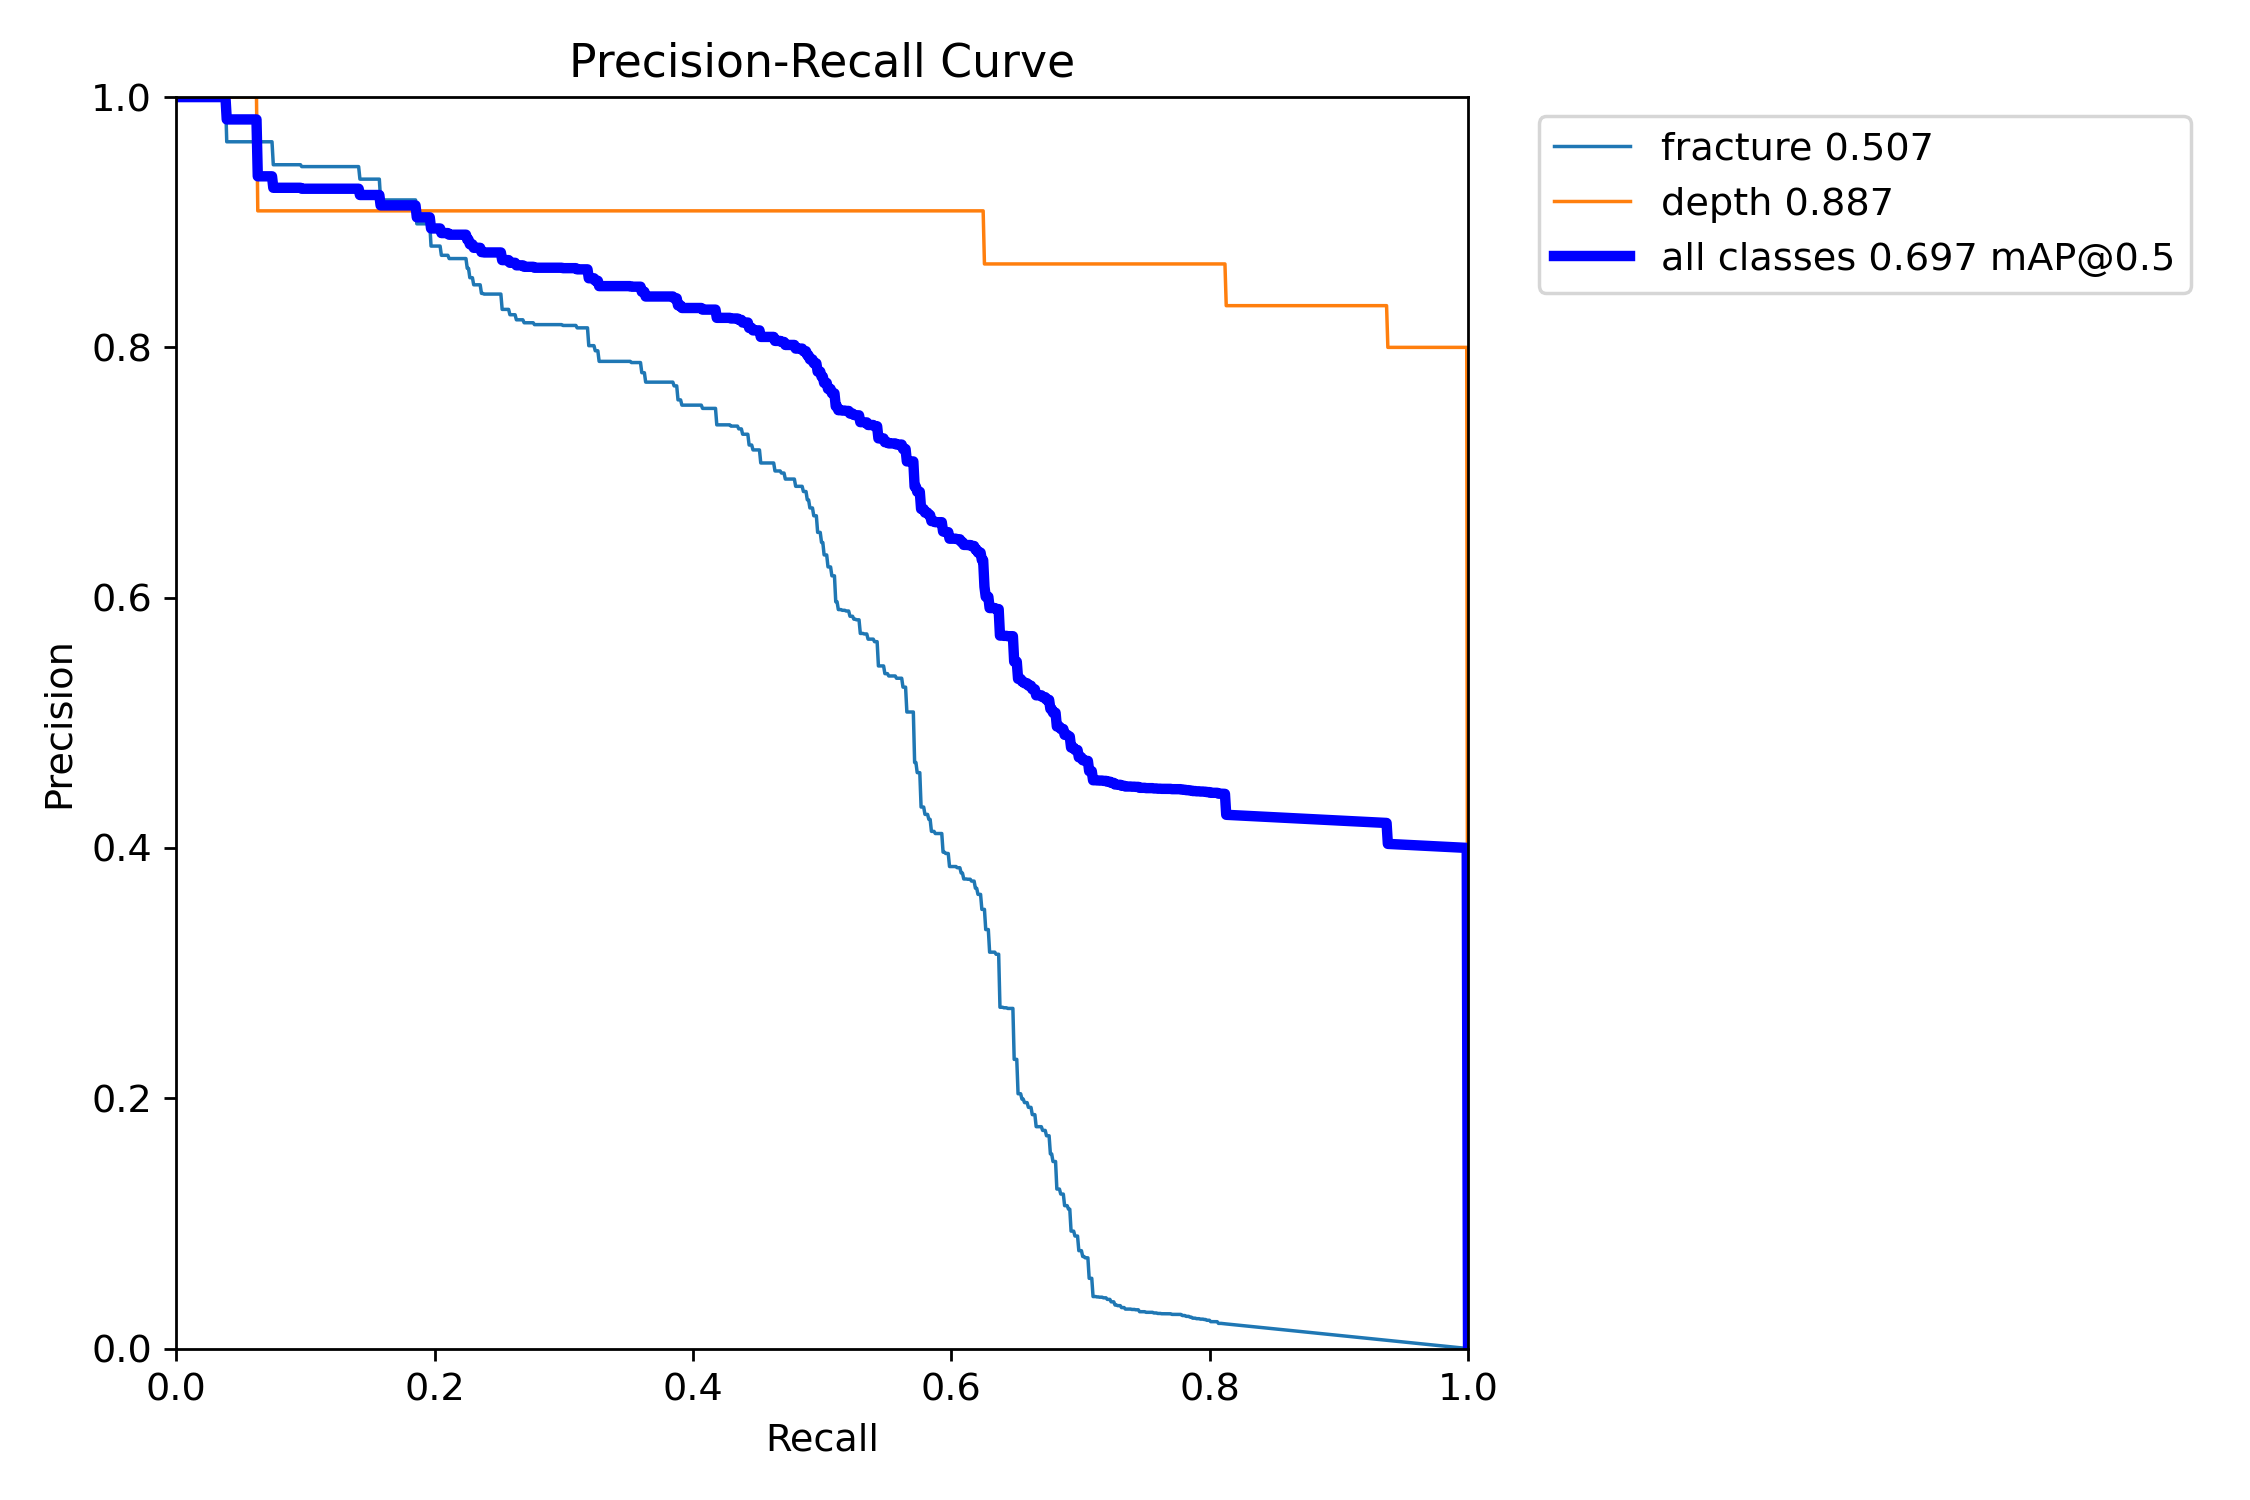 Precision-Recall Curve
1.0
0.8
0.6
0.4
0.2
0.0
Precision
0.0 0.2 0.4 0.6 0.8 1.0
Recall
fracture 0.507
depth 0.887
all classes 0.697 mAP@0.5